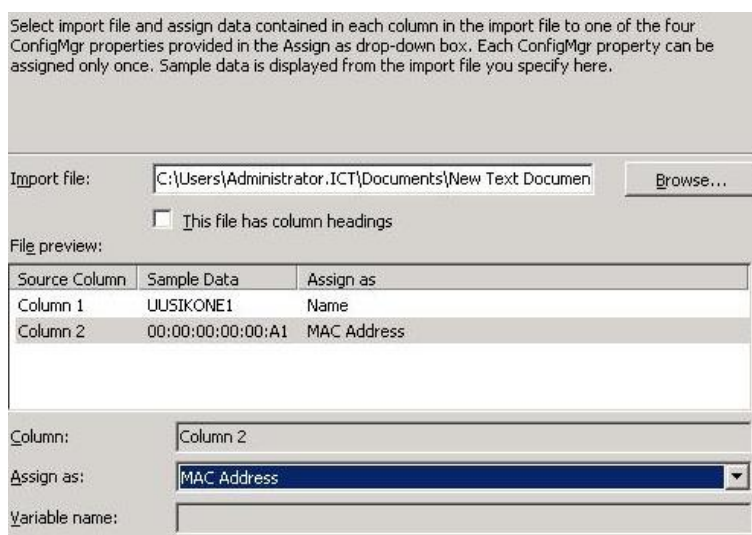 Select import file and assign data contained in each column in the import file to one of the four
ConfigMgr properties provided in the Assign as drop-down box. Each ConfigMgr property can be
assigned only once. Sample data is displayed from the import file you specify here.
Import file: C:\Users\Administrator.ICT\Documents\New Text Documen Browse...
This file has column headings
File preview:
Source Column Sample Data Assign as
Column 1 UUSIKONE1 Name
Column 2 00:00:00:00:00:A1 MAC Address
Column: Column 2
Assign as: MAC Address
Variable name: